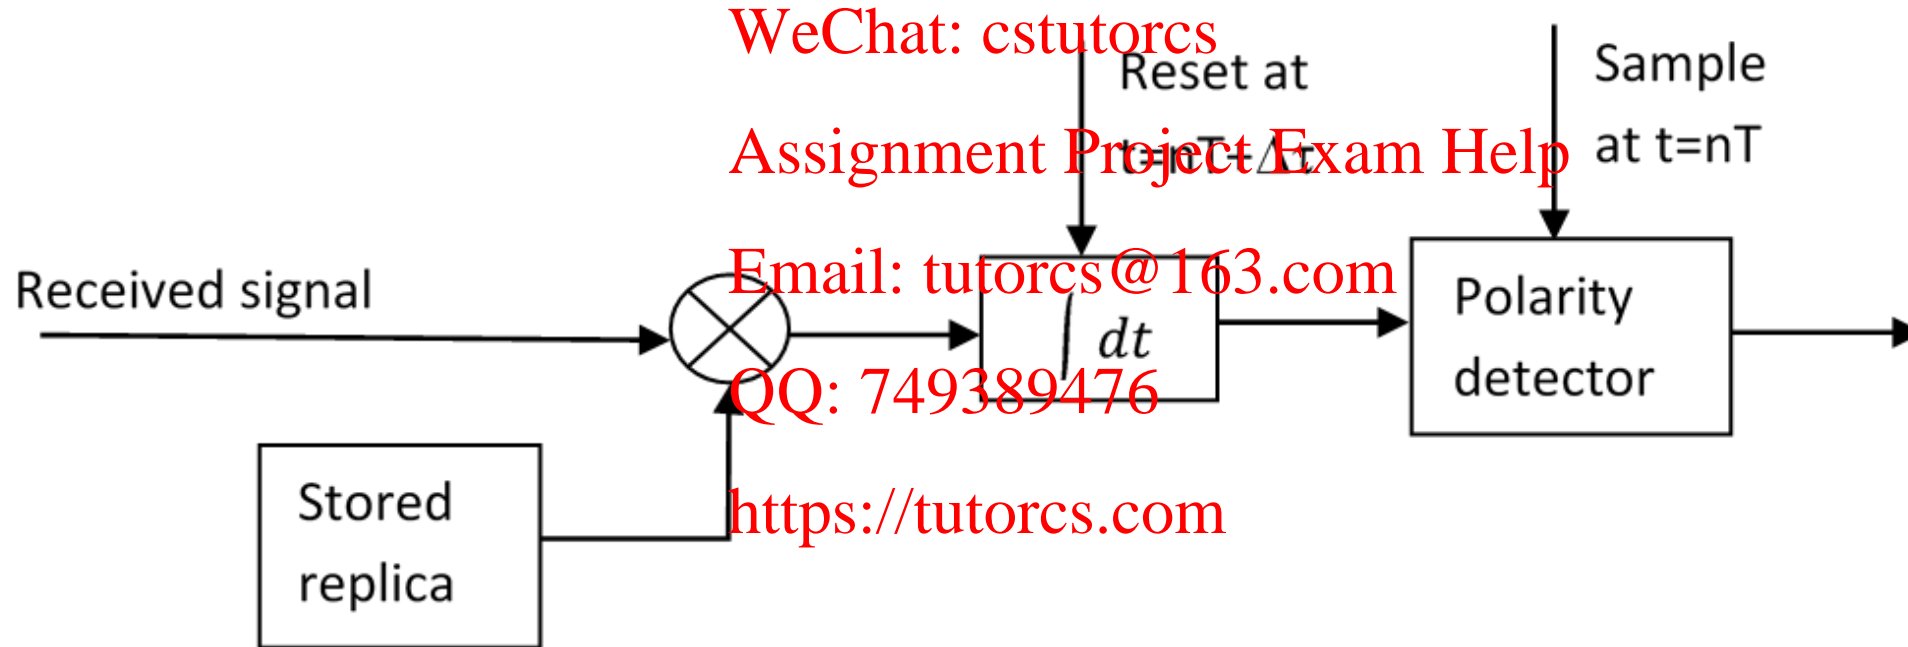 WeChat: cstutorcs
Reset at
Sample
Assignment Project Exam Help
at t=nT
Email: tutorcs@163.com
Received signal
∫ dt
Polarity
detector
QQ: 749389476
Stored
replica
https://tutorcs.com